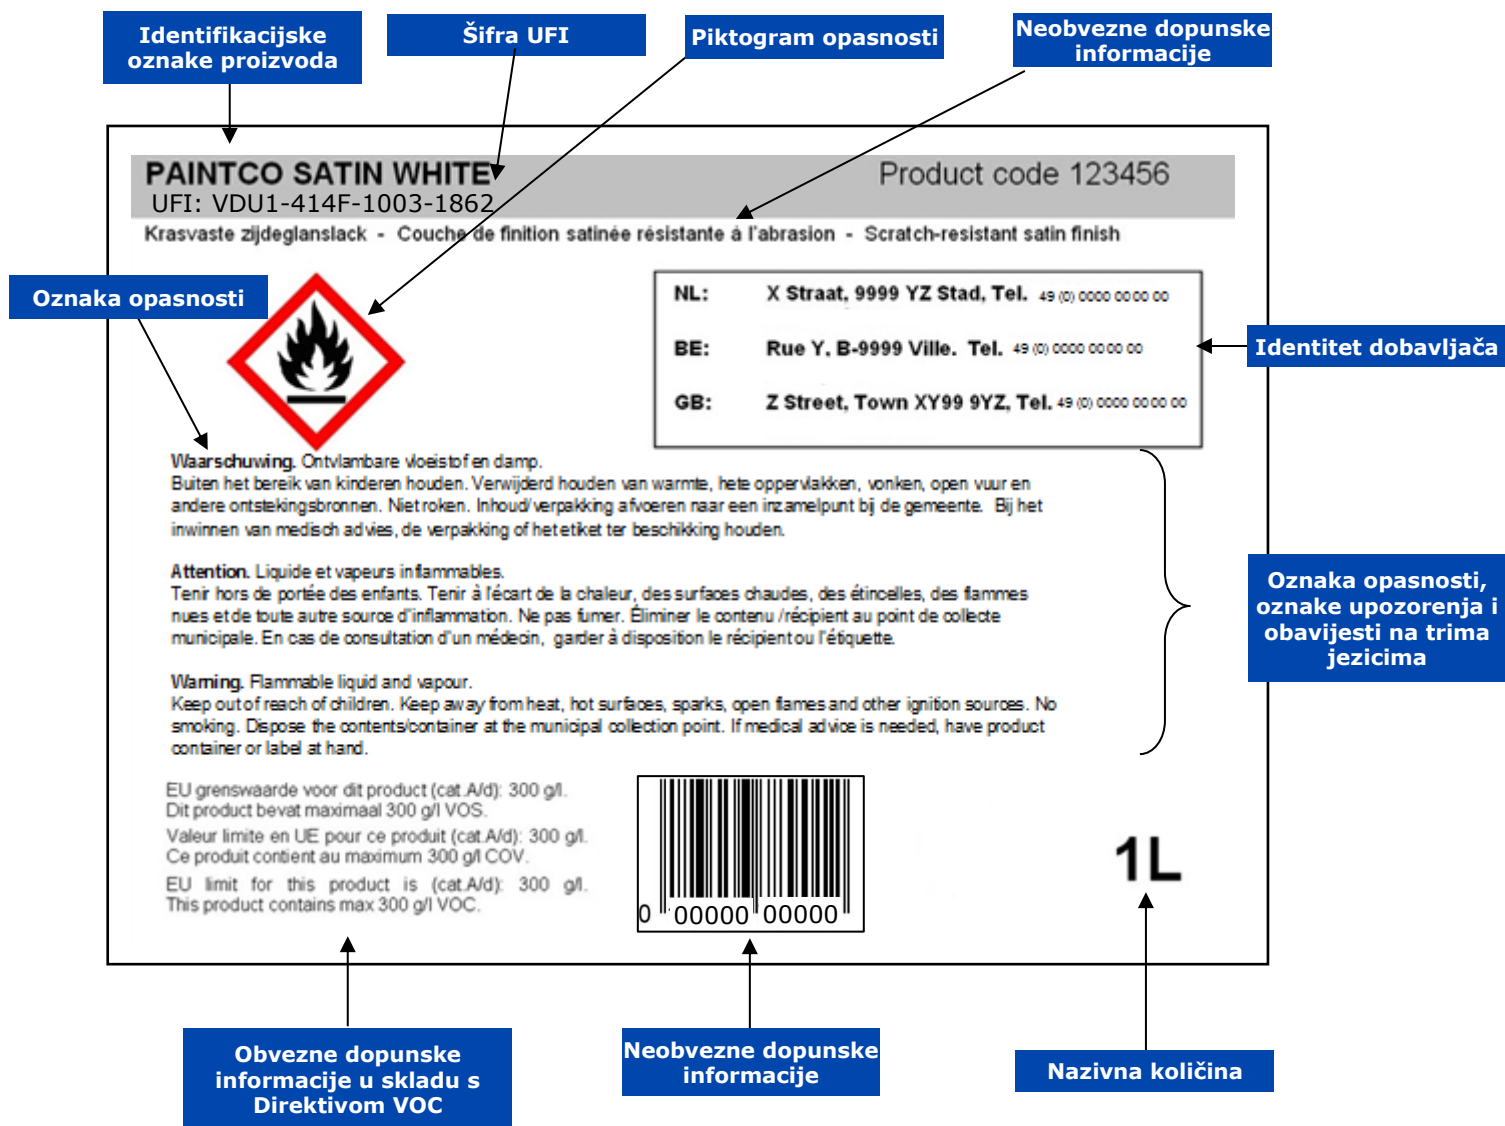 Identifikacijske
oznake proizvoda
Šifra UFI
Piktogram opasnosti
Neobvezne dopunske
informacije
PAINTCO SATIN WHITE
Product code 123456
UFI: VDU1-414F-1003-1862
Krasvaste zijdeglanslack - Couche de finition satinée résistante á l'abrasion - Scratch-resistant satin finish
Oznaka opasnosti
NL: X Straat, 9999 YZ Stad, Tel. 49 (0) 0000 00 00 00
BE: Rue Y, B-9999 Ville. Tel. 49 (0) 0000 00 00 00
GB: Z Street, Town XY99 9YZ, Tel. 49 (0) 0000 00 00 00
Identitet dobavljača
Waarschuwing. Ontvlambare vloeistof en damp.
Buiten het bereik van kinderen houden. Verwijderd houden van warmte, hete oppervlakken, vonken, open vuur en
andere ontstekingsbronnen. Niet roken. Inhoud/verpakking afvoeren naar een inzamelpunt bij de gemeente. Bij het
inwinnen van medisch advies, de verpakking of het etiket ter beschikking houden.
Attention. Liquide et vapeurs inflammables.
Tenir hors de portée des enfants. Tenir à l'écart de la chaleur, des surfaces chaudes, des étincelles, des flammes
nues et de toute autre source d'inflammation. Ne pas fumer. Éliminer le contenu /récipient au point de collecte
municipale. En cas de consultation d'un médecin, garder à disposition le récipient ou l'étiquette.
Warning. Flammable liquid and vapour.
Keep out of reach of children. Keep away from heat, hot surfaces, sparks, open flames and other ignition sources. No
smoking. Dispose the contents/container at the municipal collection point. If medical advice is needed, have product
container or label at hand.
Oznaka opasnosti,
oznake upozorenja i
obavijesti na trima
jezicima
EU grenswaarde voor dit product (cat.A/d): 300 g/l.
Dit product bevat maximaal 300 g/l VOS.
Valeur limite en UE pour ce produit (cat.A/d): 300 g/l.
Ce produit contient au maximum 300 g/l COV.
EU limit for this product is (cat.A/d): 300 g/l.
This product contains max 300 g/l VOC.
0 00000 00000
1L
Obvezne dopunske
informacije u skladu s
Direktivom VOC
Neobvezne dopunske
informacije
Nazivna količina